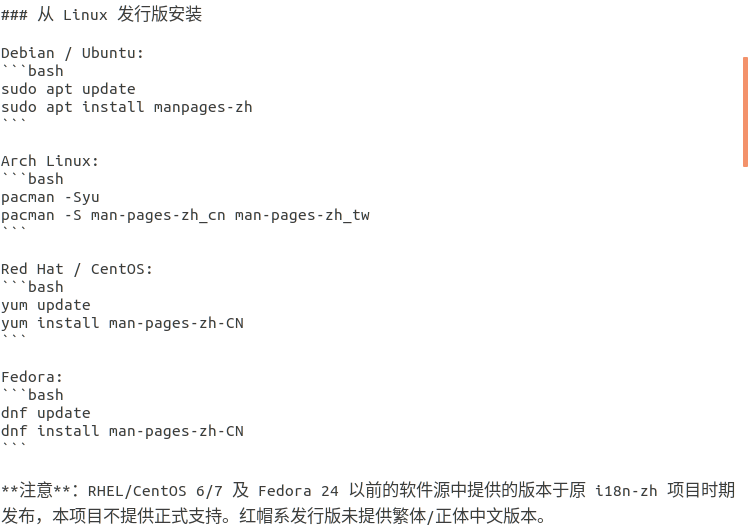 ### 从 Linux 发行版安装
Debian / Ubuntu:
```bash
sudo apt update
sudo apt install manpages-zh
```
Arch Linux:
```bash
pacman -Syu
pacman -S man-pages-zh_cn man-pages-zh_tw
```
Red Hat / CentOS:
```bash
yum update
yum install man-pages-zh-CN
```
Fedora:
```bash
dnf update
dnf install man-pages-zh-CN
```
**注意**：RHEL/CentOS 6/7 及 Fedora 24 以前的软件源中提供的版本于原 i18n-zh 项目时期
发布，本项目不提供正式支持。红帽系发行版未提供繁体/正体中文版本。